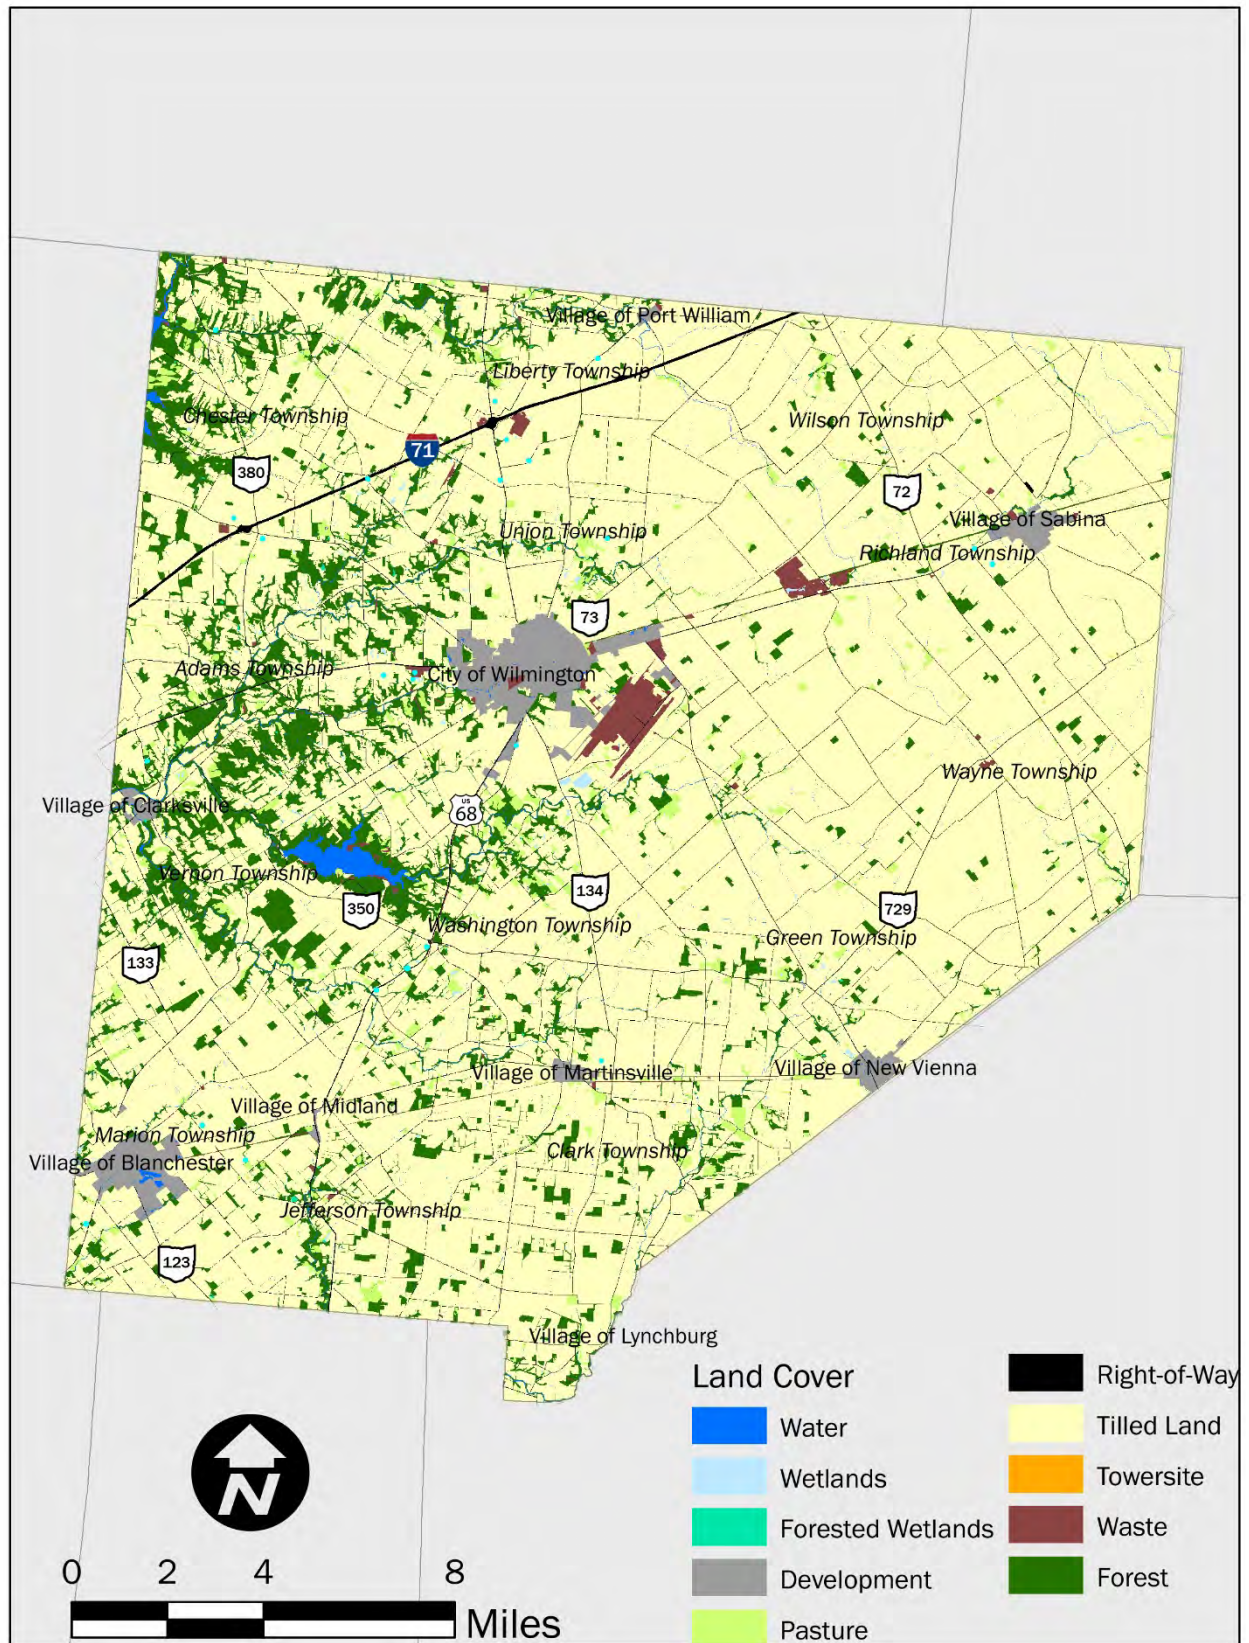 Village of Port William
Liberty Township
Chester Township
Wilson Township
71
380
72
Village of Sabina
Union Township
Richland Township
73
Adams Township
City of Wilmington
Wayne Township
Village of Clarksville
US
68
Vernon Township
134
350
729
Washington Township
Green Township
133
Village of Martinsville
Village of New Vienna
Village of Midland
Marion Township
Clark Township
Village of Blanchester
Jefferson Township
123
Village of Lynchburg
Land Cover
Water
Wetlands
Forested Wetlands
Development
Pasture
Right-of-Way
Tilled Land
Towersite
Waste
Forest
N
0 2 4 8
Miles